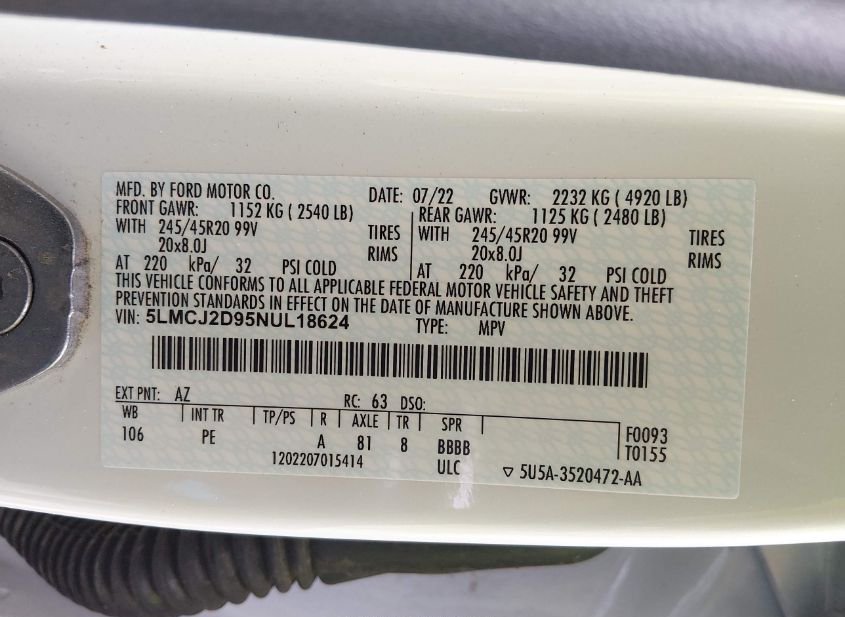 MFD. BY FORD MOTOR CO. DATE: 07/22 GVWR: 2232 KG ( 4920 LB)
FRONT GAWR: 1152 KG ( 2540 LB) REAR GAWR: 1125 KG ( 2480 LB)
WITH 245/45R20 99V TIRES WITH 245/45R20 99V TIRES
20x8.0J RIMS 20x8.0J RIMS
AT 220 kPa/ 32 PSI COLD AT 220 kPa/ 32 PSI COLD
THIS VEHICLE CONFORMS TO ALL APPLICABLE FEDERAL MOTOR VEHICLE SAFETY AND THEFT
PREVENTION STANDARDS IN EFFECT ON THE DATE OF MANUFACTURE SHOWN ABOVE.
VIN: 5LMCJ2D95NUL18624 TYPE: MPV
EXT PNT: AZ RC: 63 DSO:
WB INT TR TP/PS R AXLE TR SPR
106 PE A 81 8 BBBB F0093
T0155
1202207015414 ULC ▽ 5U5A-3520472-AA